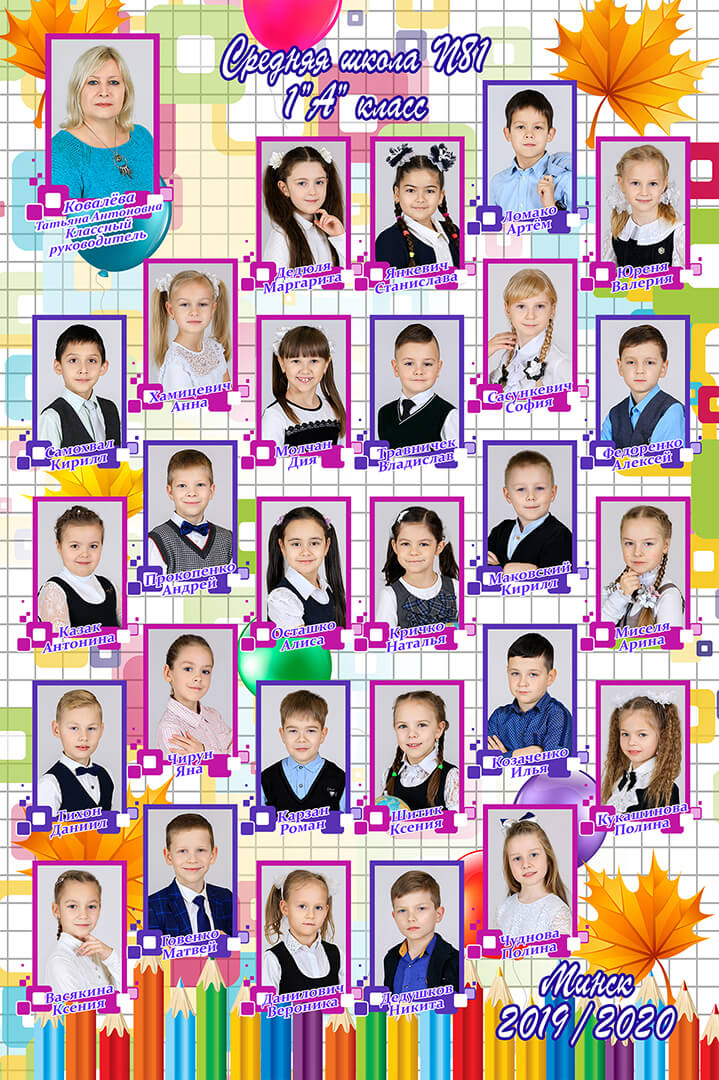 Средняя школа №81
1"А" класс
Ковалёва
Татьяна Антоновна
Классный
руководитель
Дедюля
Маргарита
Янкевич
Станислава
Ломако
Артём
Юреня
Валерия
Хамицевич
Анна
Сасункевич
София
Самохвал
Кирилл
Молчан
Дия
Травничек
Владислав
Федоренко
Алексей
Прокопенко
Андрей
Маковский
Кирилл
Казак
Антонина
Осташко
Алиса
Кричко
Наталья
Миселя
Арина
Чирун
Яна
Козаченко
Илья
Тихон
Даниил
Карзан
Роман
Шитик
Ксения
Кукашинова
Полина
Говенко
Матвей
Чуднова
Полина
Васякина
Ксения
Данилович
Вероника
Дедушков
Никита
Минск
2019/2020